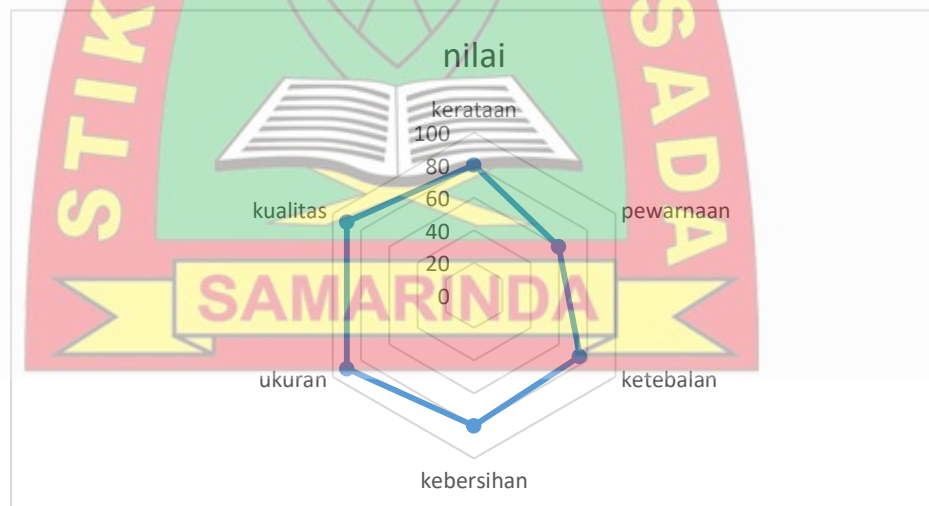 STIK
SADA
nilai
kerataan
100
80
60
40
20
0
kualitas
pewarnaan
SAMARINDA
ukuran
ketebalan
kebersihan